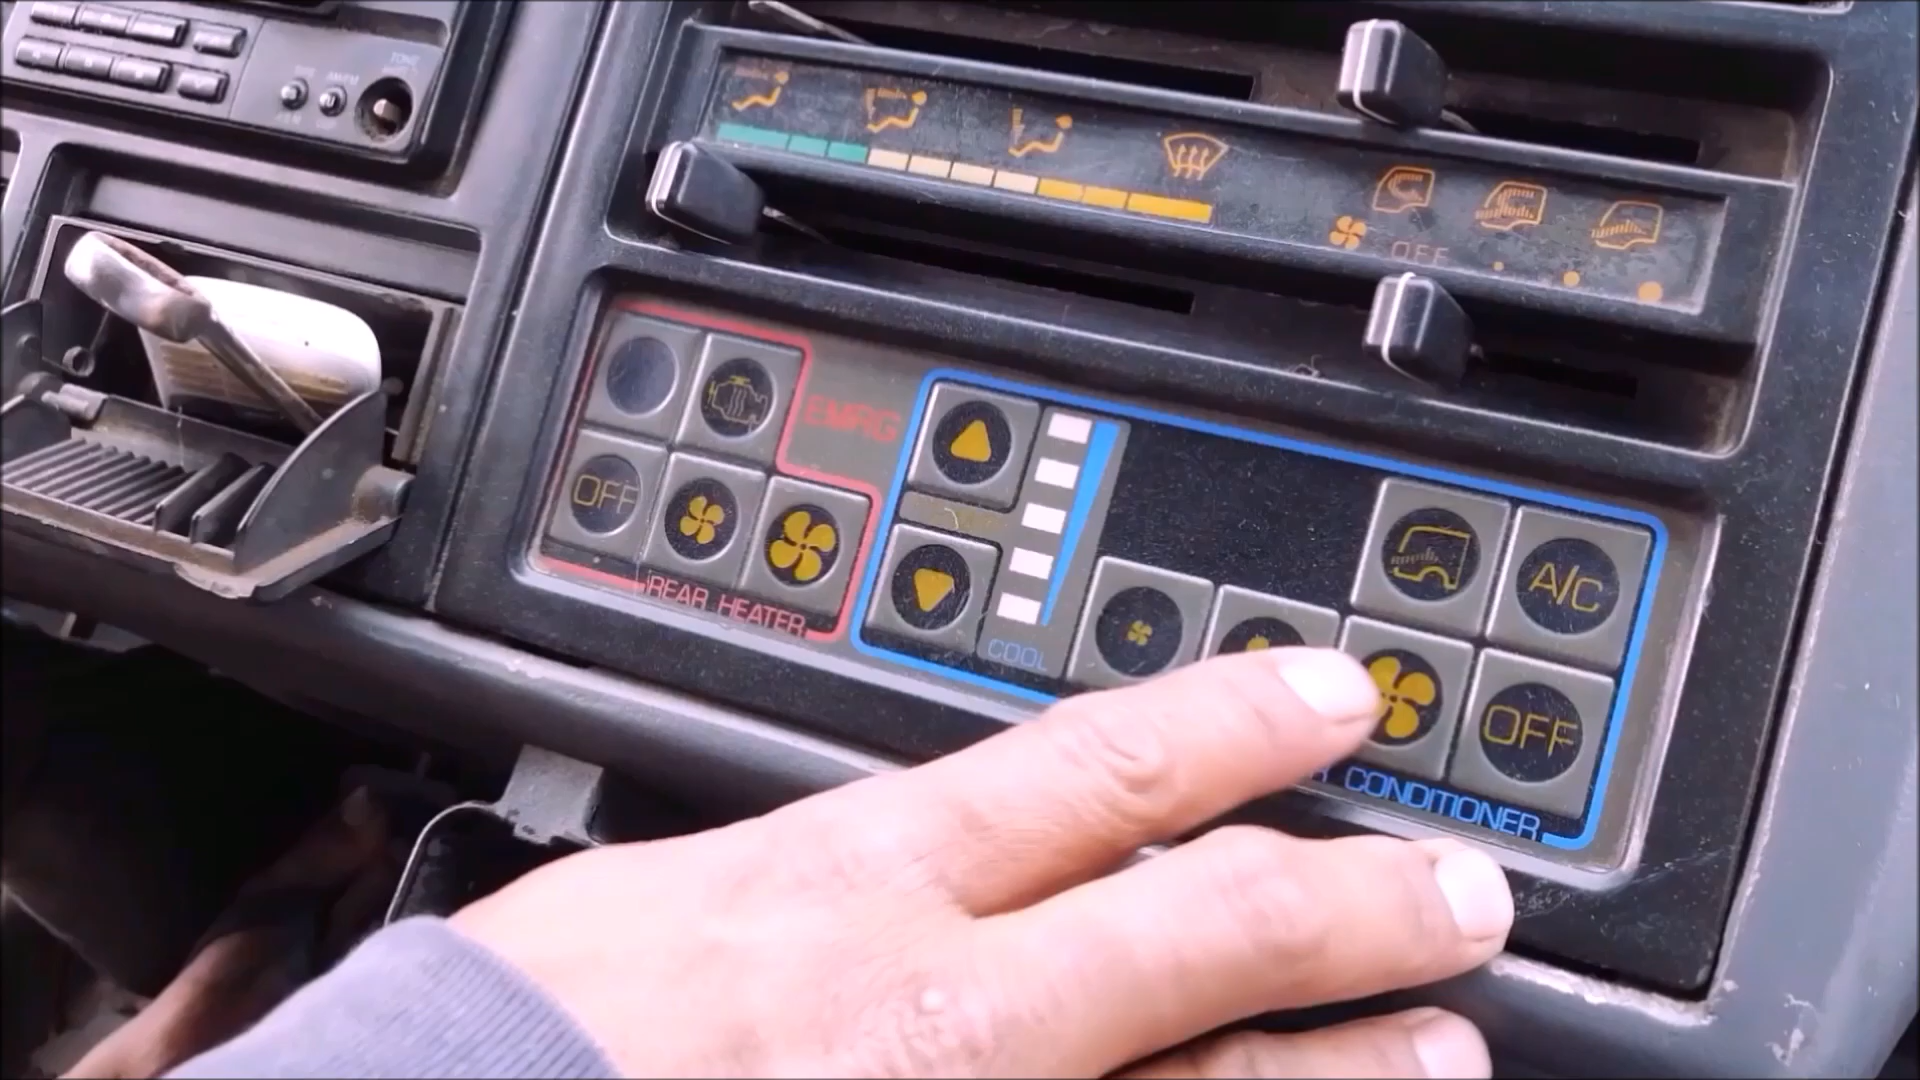 TONE
OFF
EMRG
OFF
REAR HEATER
COOL
A/C
OFF
CONDITIONER